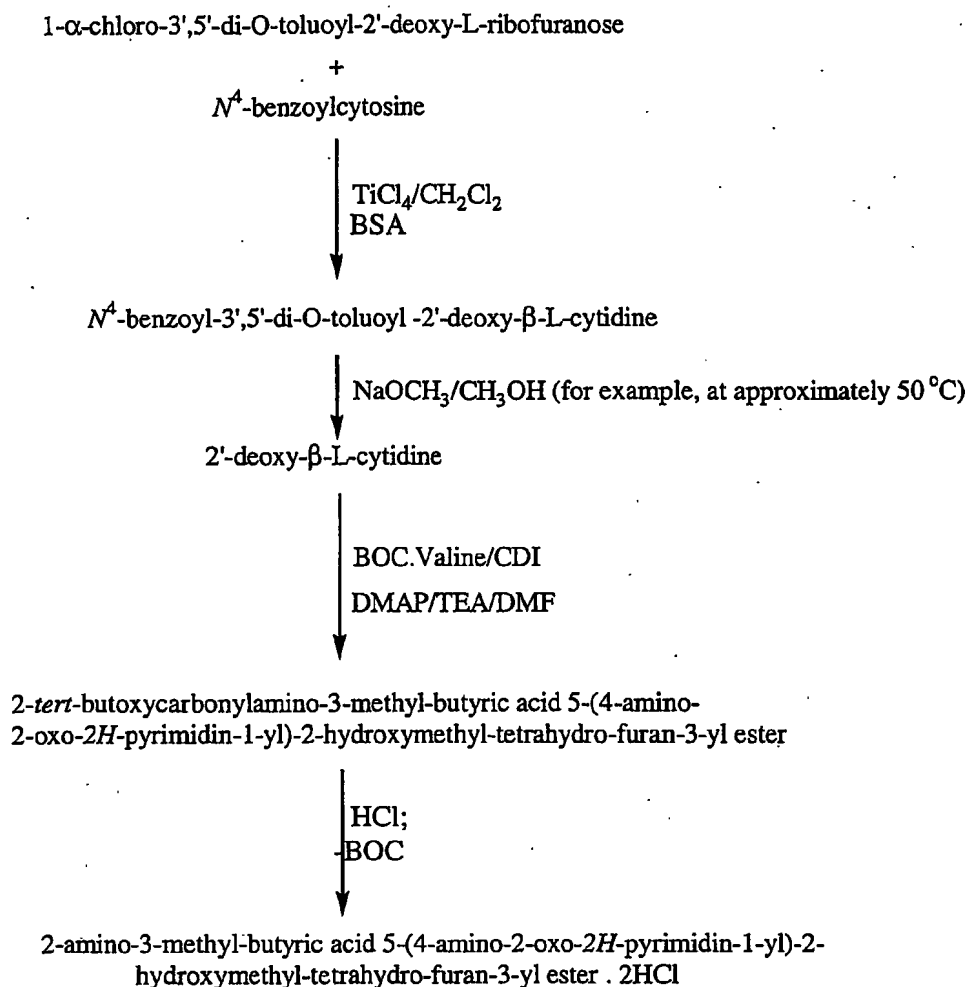 1-α-chloro-3',5'-di-O-toluoyl-2'-deoxy-L-ribofuranose
+
N⁴-benzoylcytosine
TiCl₄/CH₂Cl₂
BSA
N⁴-benzoyl-3',5'-di-O-toluoyl -2'-deoxy-β-L-cytidine
NaOCH₃/CH₃OH (for example, at approximately 50 °C)
2'-deoxy-β-L-cytidine
BOC.Valine/CDI
DMAP/TEA/DMF
2-tert-butoxycarbonylamino-3-methyl-butyric acid 5-(4-amino-
2-oxo-2H-pyrimidin-1-yl)-2-hydroxymethyl-tetrahydro-furan-3-yl ester
HCl;
-BOC
2-amino-3-methyl-butyric acid 5-(4-amino-2-oxo-2H-pyrimidin-1-yl)-2-
hydroxymethyl-tetrahydro-furan-3-yl ester . 2HCl